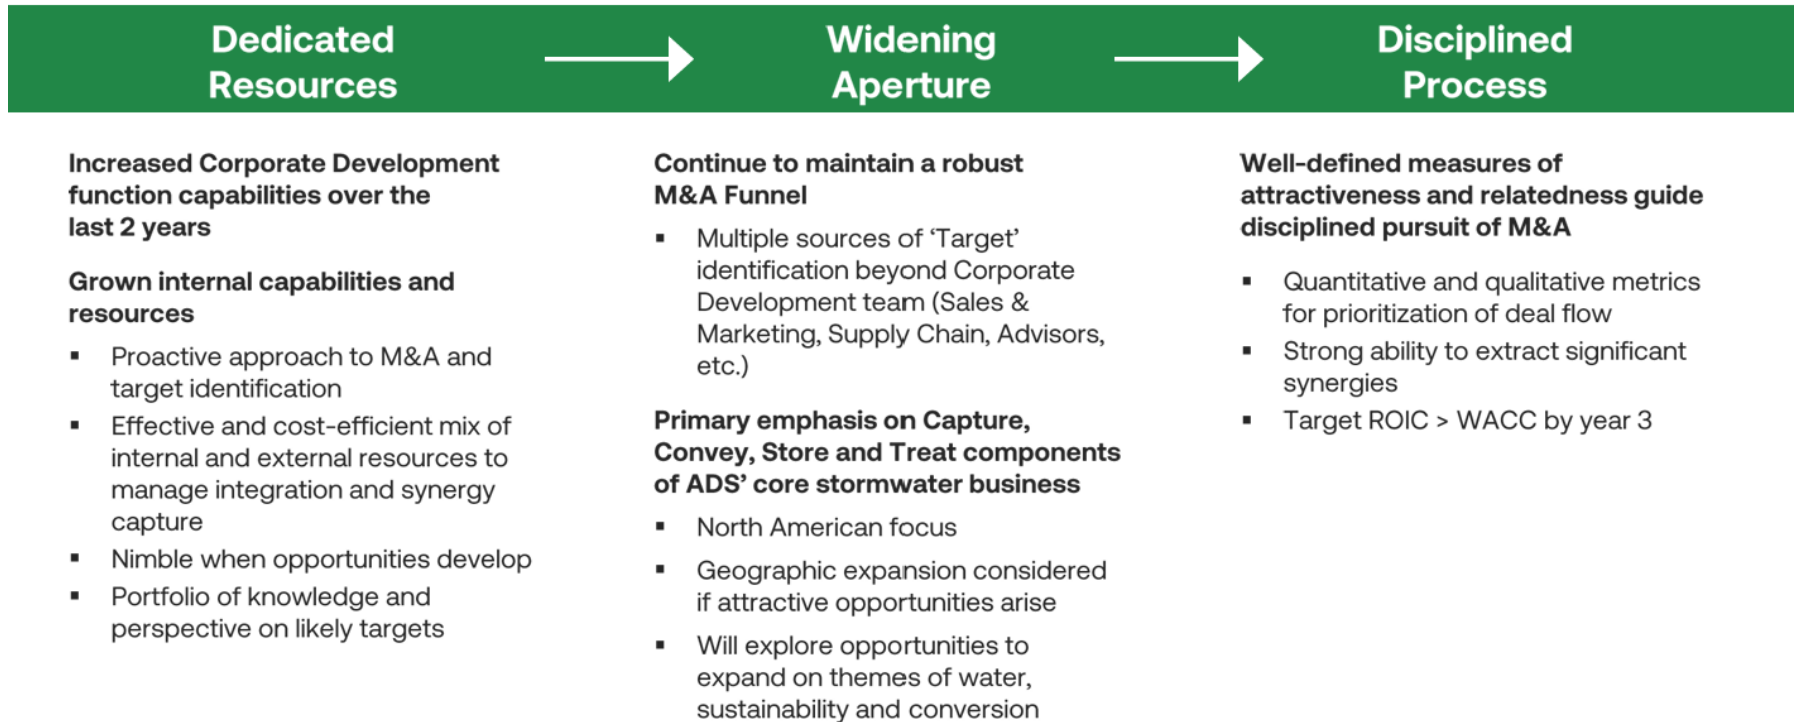 Dedicated
Resources
Widening
Aperture
Disciplined
Process
Increased Corporate Development
function capabilities over the
last 2 years
Grown internal capabilities and
resources
▪ Proactive approach to M&A and
target identification
▪ Effective and cost-efficient mix of
internal and external resources to
manage integration and synergy
capture
▪ Nimble when opportunities develop
▪ Portfolio of knowledge and
perspective on likely targets
Continue to maintain a robust
M&A Funnel
▪ Multiple sources of ‘Target’
identification beyond Corporate
Development team (Sales &
Marketing, Supply Chain, Advisors,
etc.)
Primary emphasis on Capture,
Convey, Store and Treat components
of ADS’ core stormwater business
▪ North American focus
▪ Geographic expansion considered
if attractive opportunities arise
▪ Will explore opportunities to
expand on themes of water,
sustainability and conversion
Well-defined measures of
attractiveness and relatedness guide
disciplined pursuit of M&A
▪ Quantitative and qualitative metrics
for prioritization of deal flow
▪ Strong ability to extract significant
synergies
▪ Target ROIC > WACC by year 3